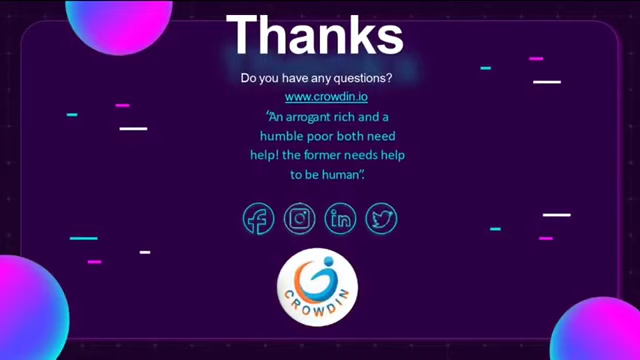 Thanks
Do you have any questions?
www.crowdin.io
"An arrogant rich and a
humble poor both need
help! the former needs help
to be human".
in
CROWDIN